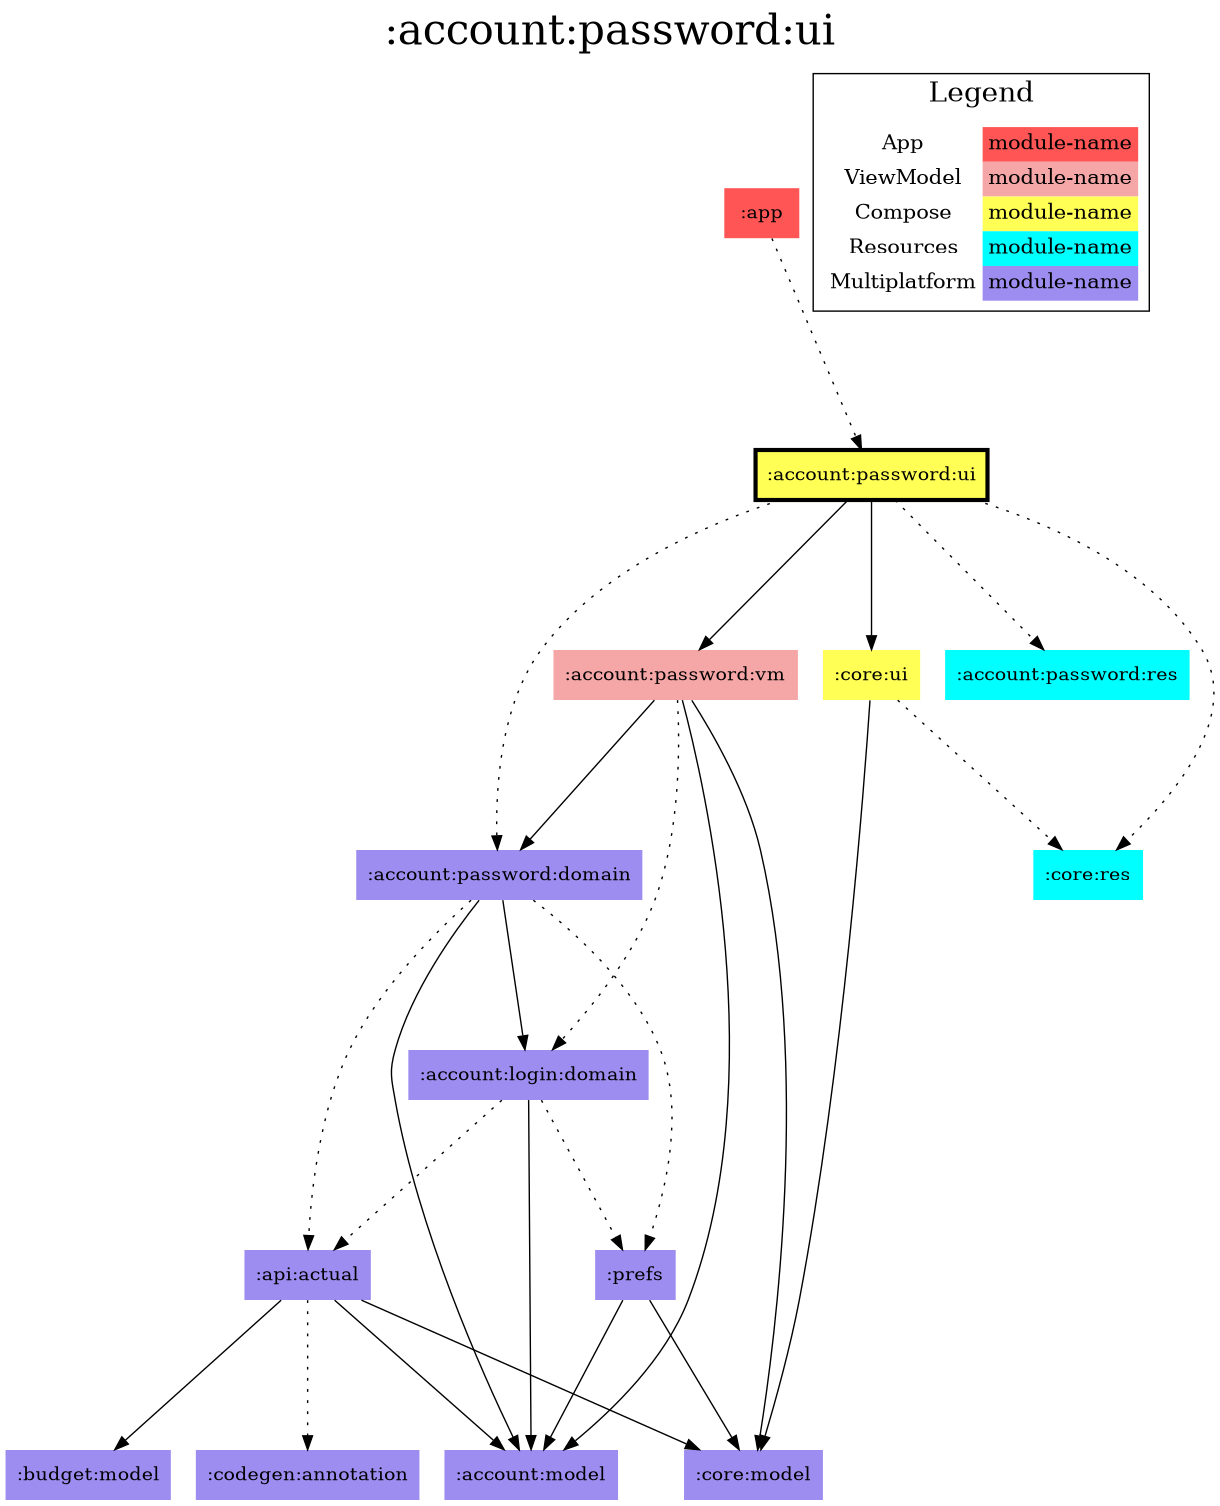 :account:password:ui
Legend
App module-name
ViewModel module-name
Compose module-name
Resources module-name
Multiplatform module-name
:app
:account:password:ui
:account:password:vm
:core:ui
:account:password:res
:account:password:domain
:core:res
:account:login:domain
:api:actual
:prefs
:budget:model
:codegen:annotation
:account:model
:core:model